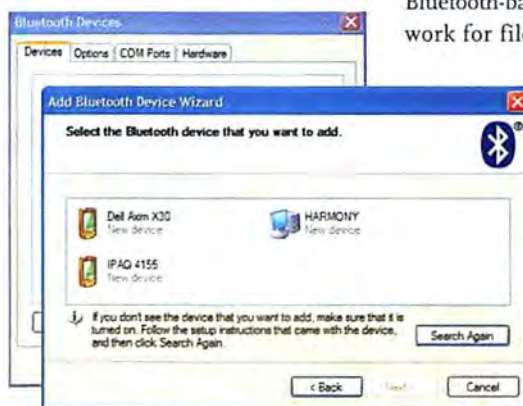 Bluetooth-ba
work for file
Bluetooth Devices
Devices Options COM Ports Hardware
Add Bluetooth Device Wizard
Select the Bluetooth device that you want to add.
Dell Axim X30
New device
HARMONY
New device
IPAQ 4155
New device
If you don't see the device that you want to add, make sure that it is
turned on. Follow the setup instructions that came with the device,
and then click Search Again.
Search Again
< Back Next Cancel